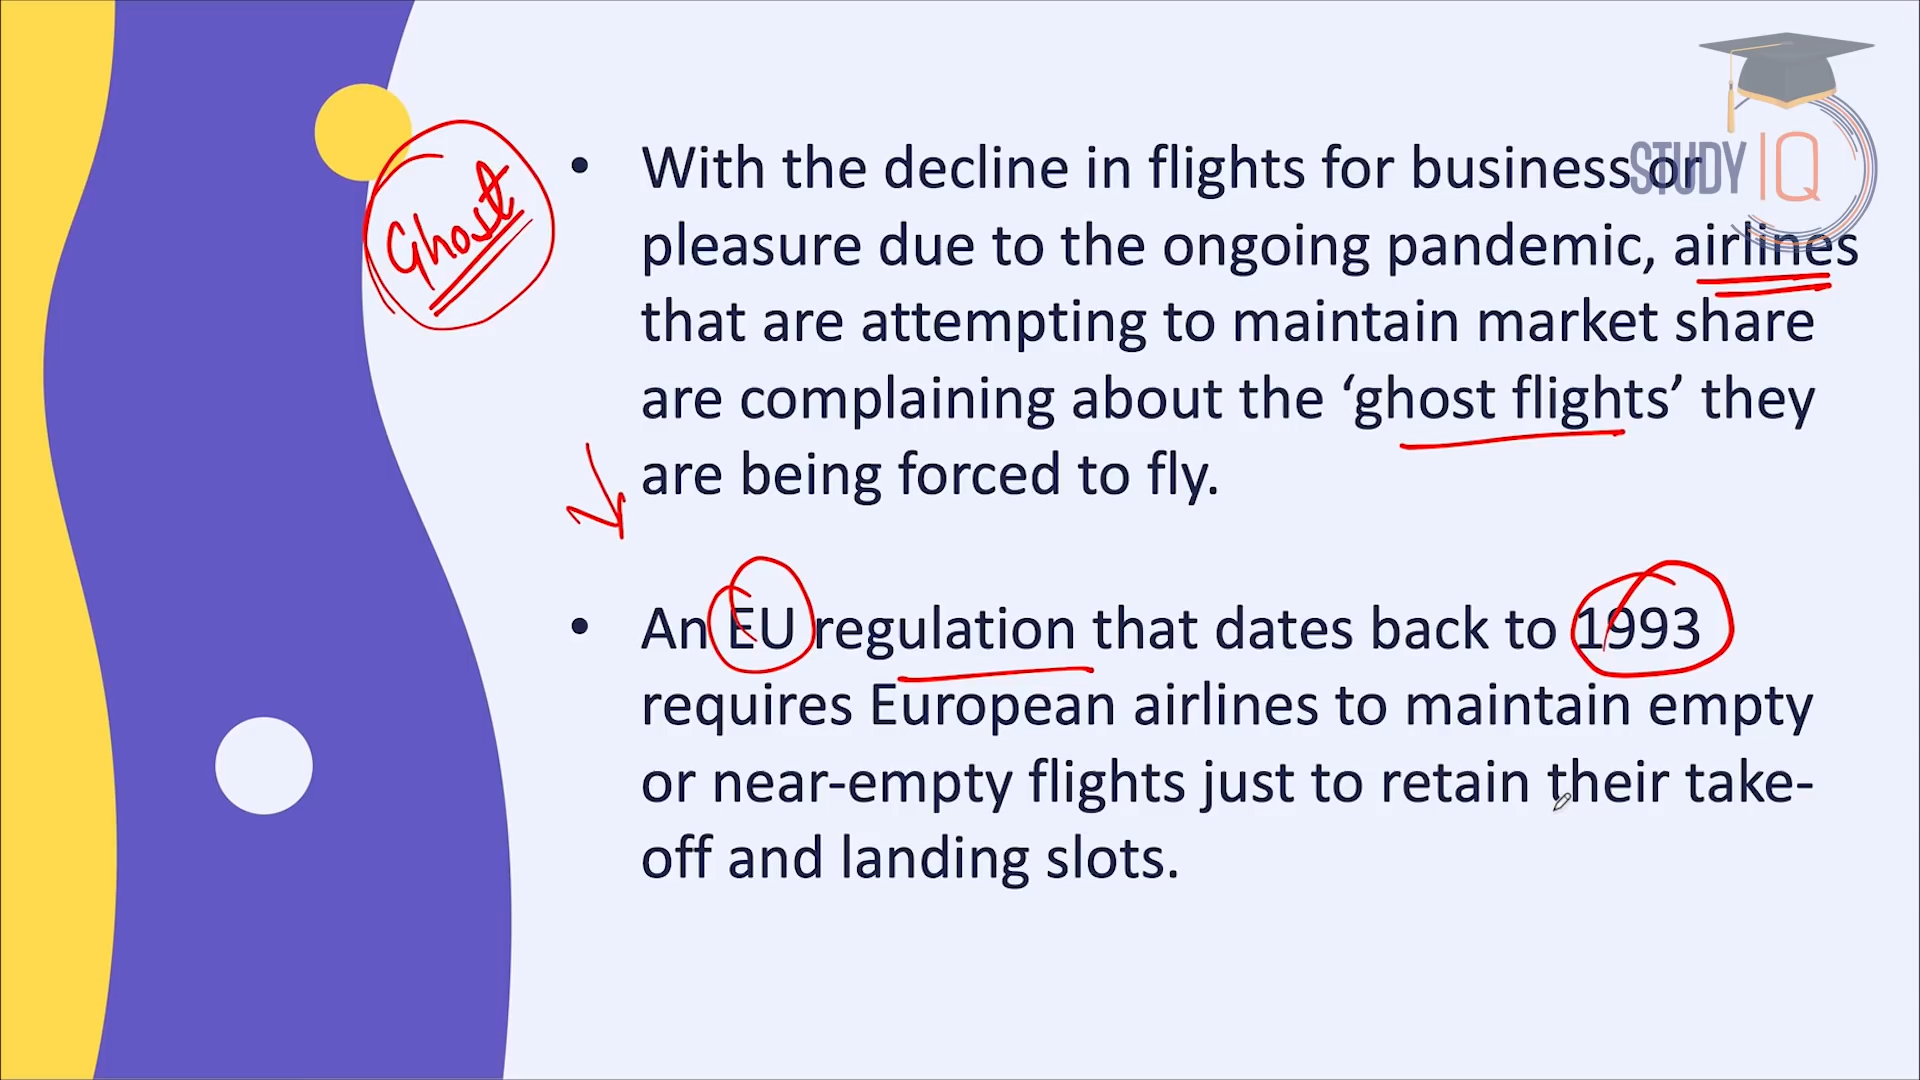 STUDY IQ
Ghost
• With the decline in flights for business or
pleasure due to the ongoing pandemic, airlines
that are attempting to maintain market share
are complaining about the ‘ghost flights’ they
are being forced to fly.
• An EU regulation that dates back to 1993
requires European airlines to maintain empty
or near-empty flights just to retain their take-
off and landing slots.